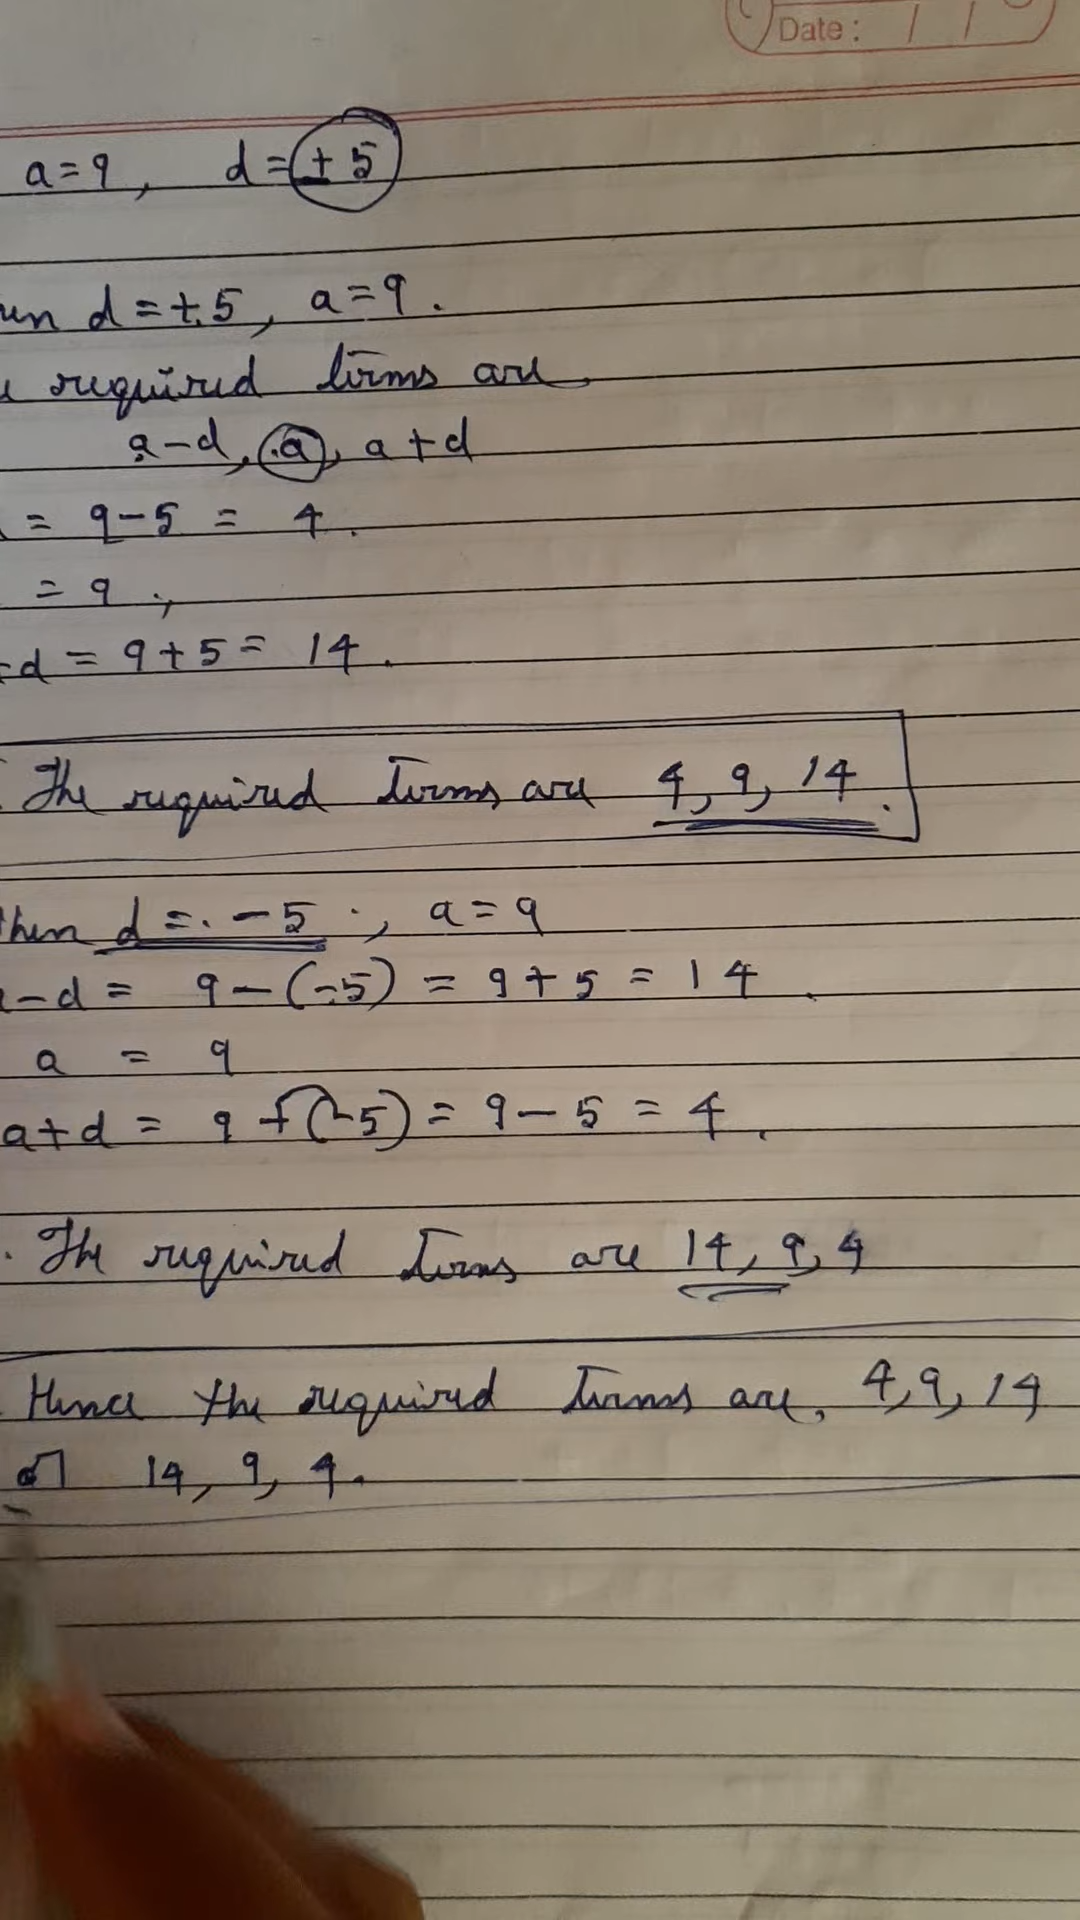 Date : / /
a = 9, d = ± 5
d = +5, a = 9.
required terms are
a-d, a, a+d
= 9-5 = 4.
= 9,
d = 9+5 = 14.
The required terms are 4, 9, 14.
d = -5, a = 9
-d = 9-(-5) = 9+5 = 14.
a = 9
a+d = 9+(-5) = 9-5 = 4.
The required terms are 14, 9, 4
Hence the required terms are, 4, 9, 14
or 14, 9, 4.